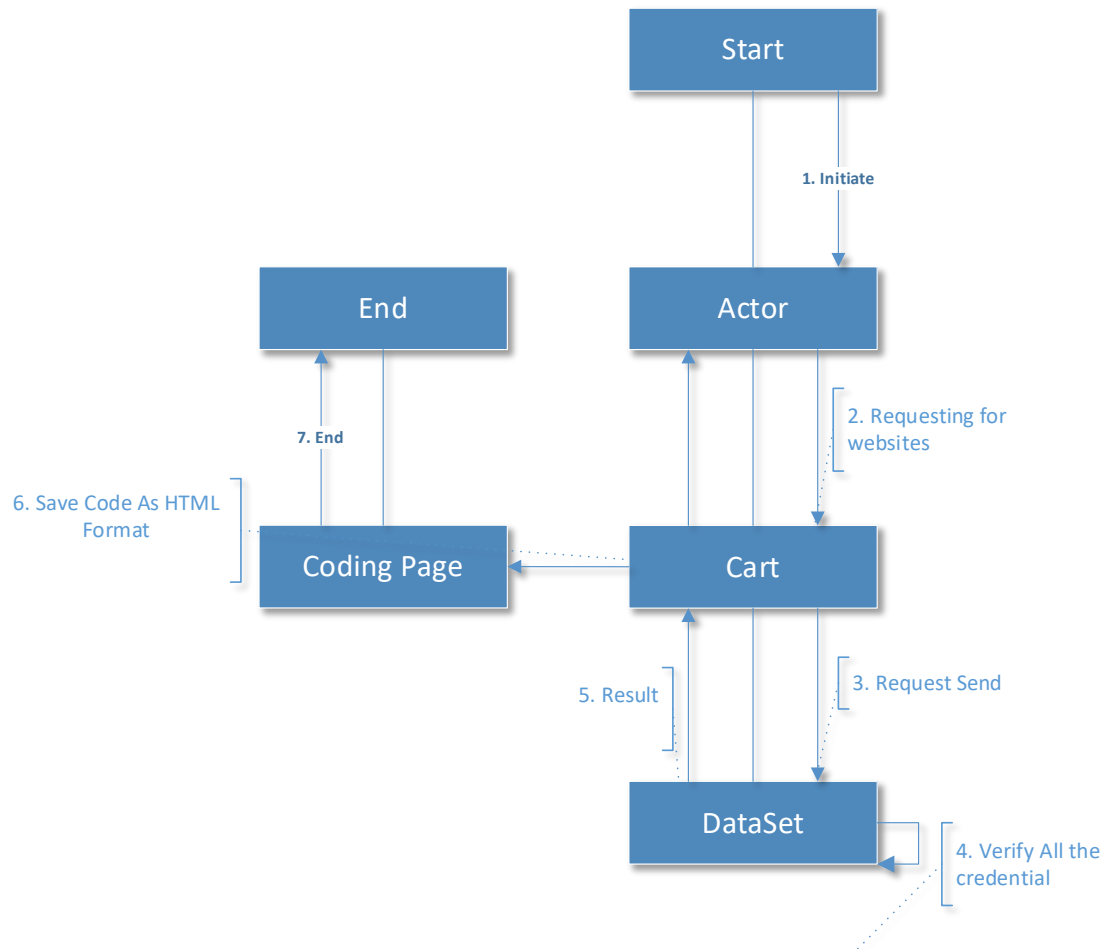 Start
1. Initiate
End
Actor
2. Requesting for
websites
7. End
6. Save Code As HTML
Format
Coding Page
Cart
5. Result
3. Request Send
DataSet
4. Verify All the
credential